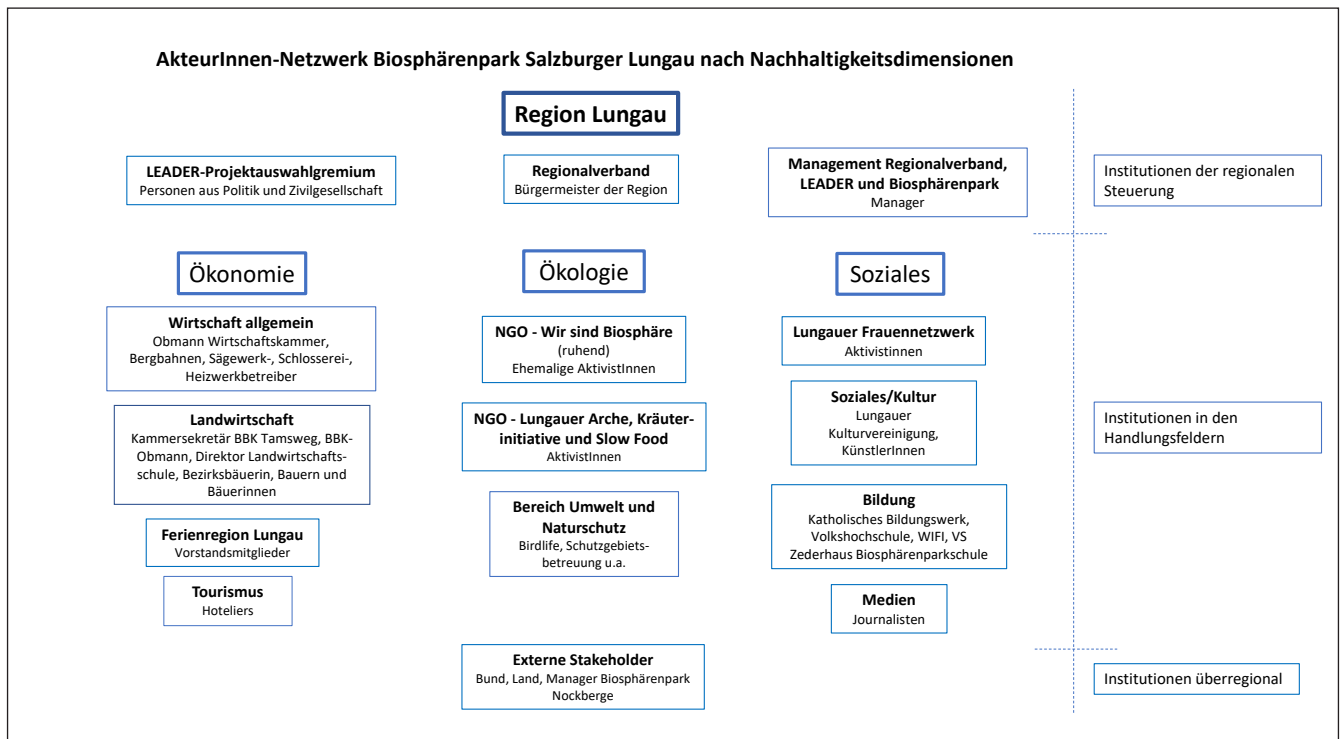 AkteurInnen-Netzwerk Biosphärenpark Salzburger Lungau nach Nachhaltigkeitsdimensionen
Region Lungau
LEADER-Projektauswahlgremium
Personen aus Politik und Zivilgesellschaft
Regionalverband
Bürgermeister der Region
Management Regionalverband,
LEADER und Biosphärenpark
Manager
Institutionen der regionalen
Steuerung
Ökonomie
Wirtschaft allgemein
Obmann Wirtschaftskammer,
Bergbahnen, Sägewerk-, Schlosserei-,
Heizwerkbetreiber
Landwirtschaft
Kammersekretär BBK Tamsweg, BBK-
Obmann, Direktor Landwirtschafts-
schule, Bezirksbäuerin, Bauern und
Bäuerinnen
Ferienregion Lungau
Vorstandsmitglieder
Tourismus
Hoteliers
Ökologie
NGO - Wir sind Biosphäre
(ruhend)
Ehemalige AktivistInnen
NGO - Lungauer Arche, Kräuter-
initiative und Slow Food
AktivistInnen
Bereich Umwelt und
Naturschutz
Birdlife, Schutzgebiets-
betreuung u.a.
Soziales
Lungauer Frauennetzwerk
Aktivistinnen
Soziales/Kultur
Lungauer
Kulturvereinigung,
KünstlerInnen
Bildung
Katholisches Bildungswerk,
Volkshochschule, WIFI, VS
Zederhaus Biosphärenparkschule
Medien
Journalisten
Institutionen in den
Handlungsfeldern
Externe Stakeholder
Bund, Land, Manager Biosphärenpark
Nockberge
Institutionen überregional